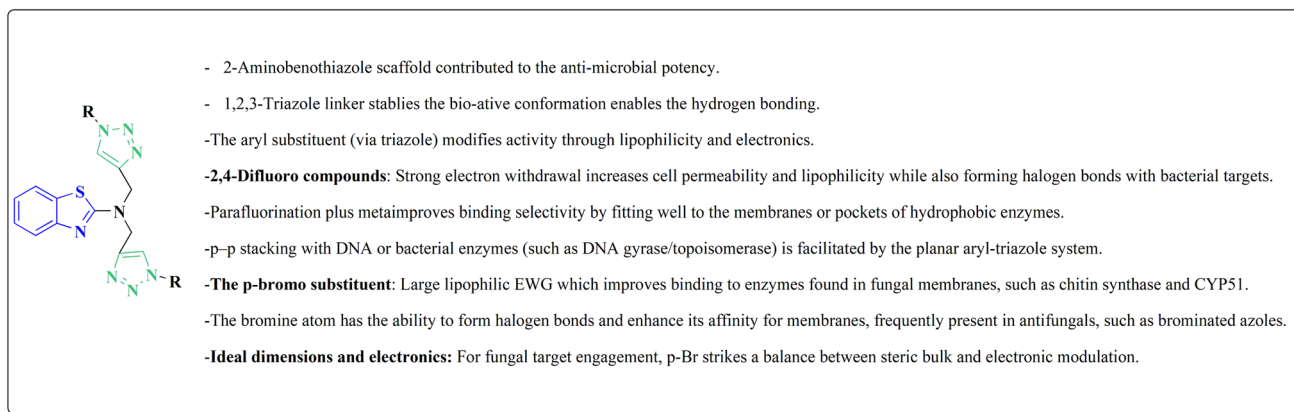 - 2-Aminobenothiazole scaffold contributed to the anti-microbial potency.
- 1,2,3-Triazole linker stablies the bio-ative conformation enables the hydrogen bonding.
-The aryl substituent (via triazole) modifies activity through lipophilicity and electronics.
-2,4-Difluoro compounds: Strong electron withdrawal increases cell permeability and lipophilicity while also forming halogen bonds with bacterial targets.
-Parafluorination plus metaimproves binding selectivity by fitting well to the membranes or pockets of hydrophobic enzymes.
-p–p stacking with DNA or bacterial enzymes (such as DNA gyrase/topoisomerase) is facilitated by the planar aryl-triazole system.
-The p-bromo substituent: Large lipophilic EWG which improves binding to enzymes found in fungal membranes, such as chitin synthase and CYP51.
-The bromine atom has the ability to form halogen bonds and enhance its affinity for membranes, frequently present in antifungals, such as brominated azoles.
-Ideal dimensions and electronics: For fungal target engagement, p-Br strikes a balance between steric bulk and electronic modulation.
R
N N
N
S
N
N
N N R
N